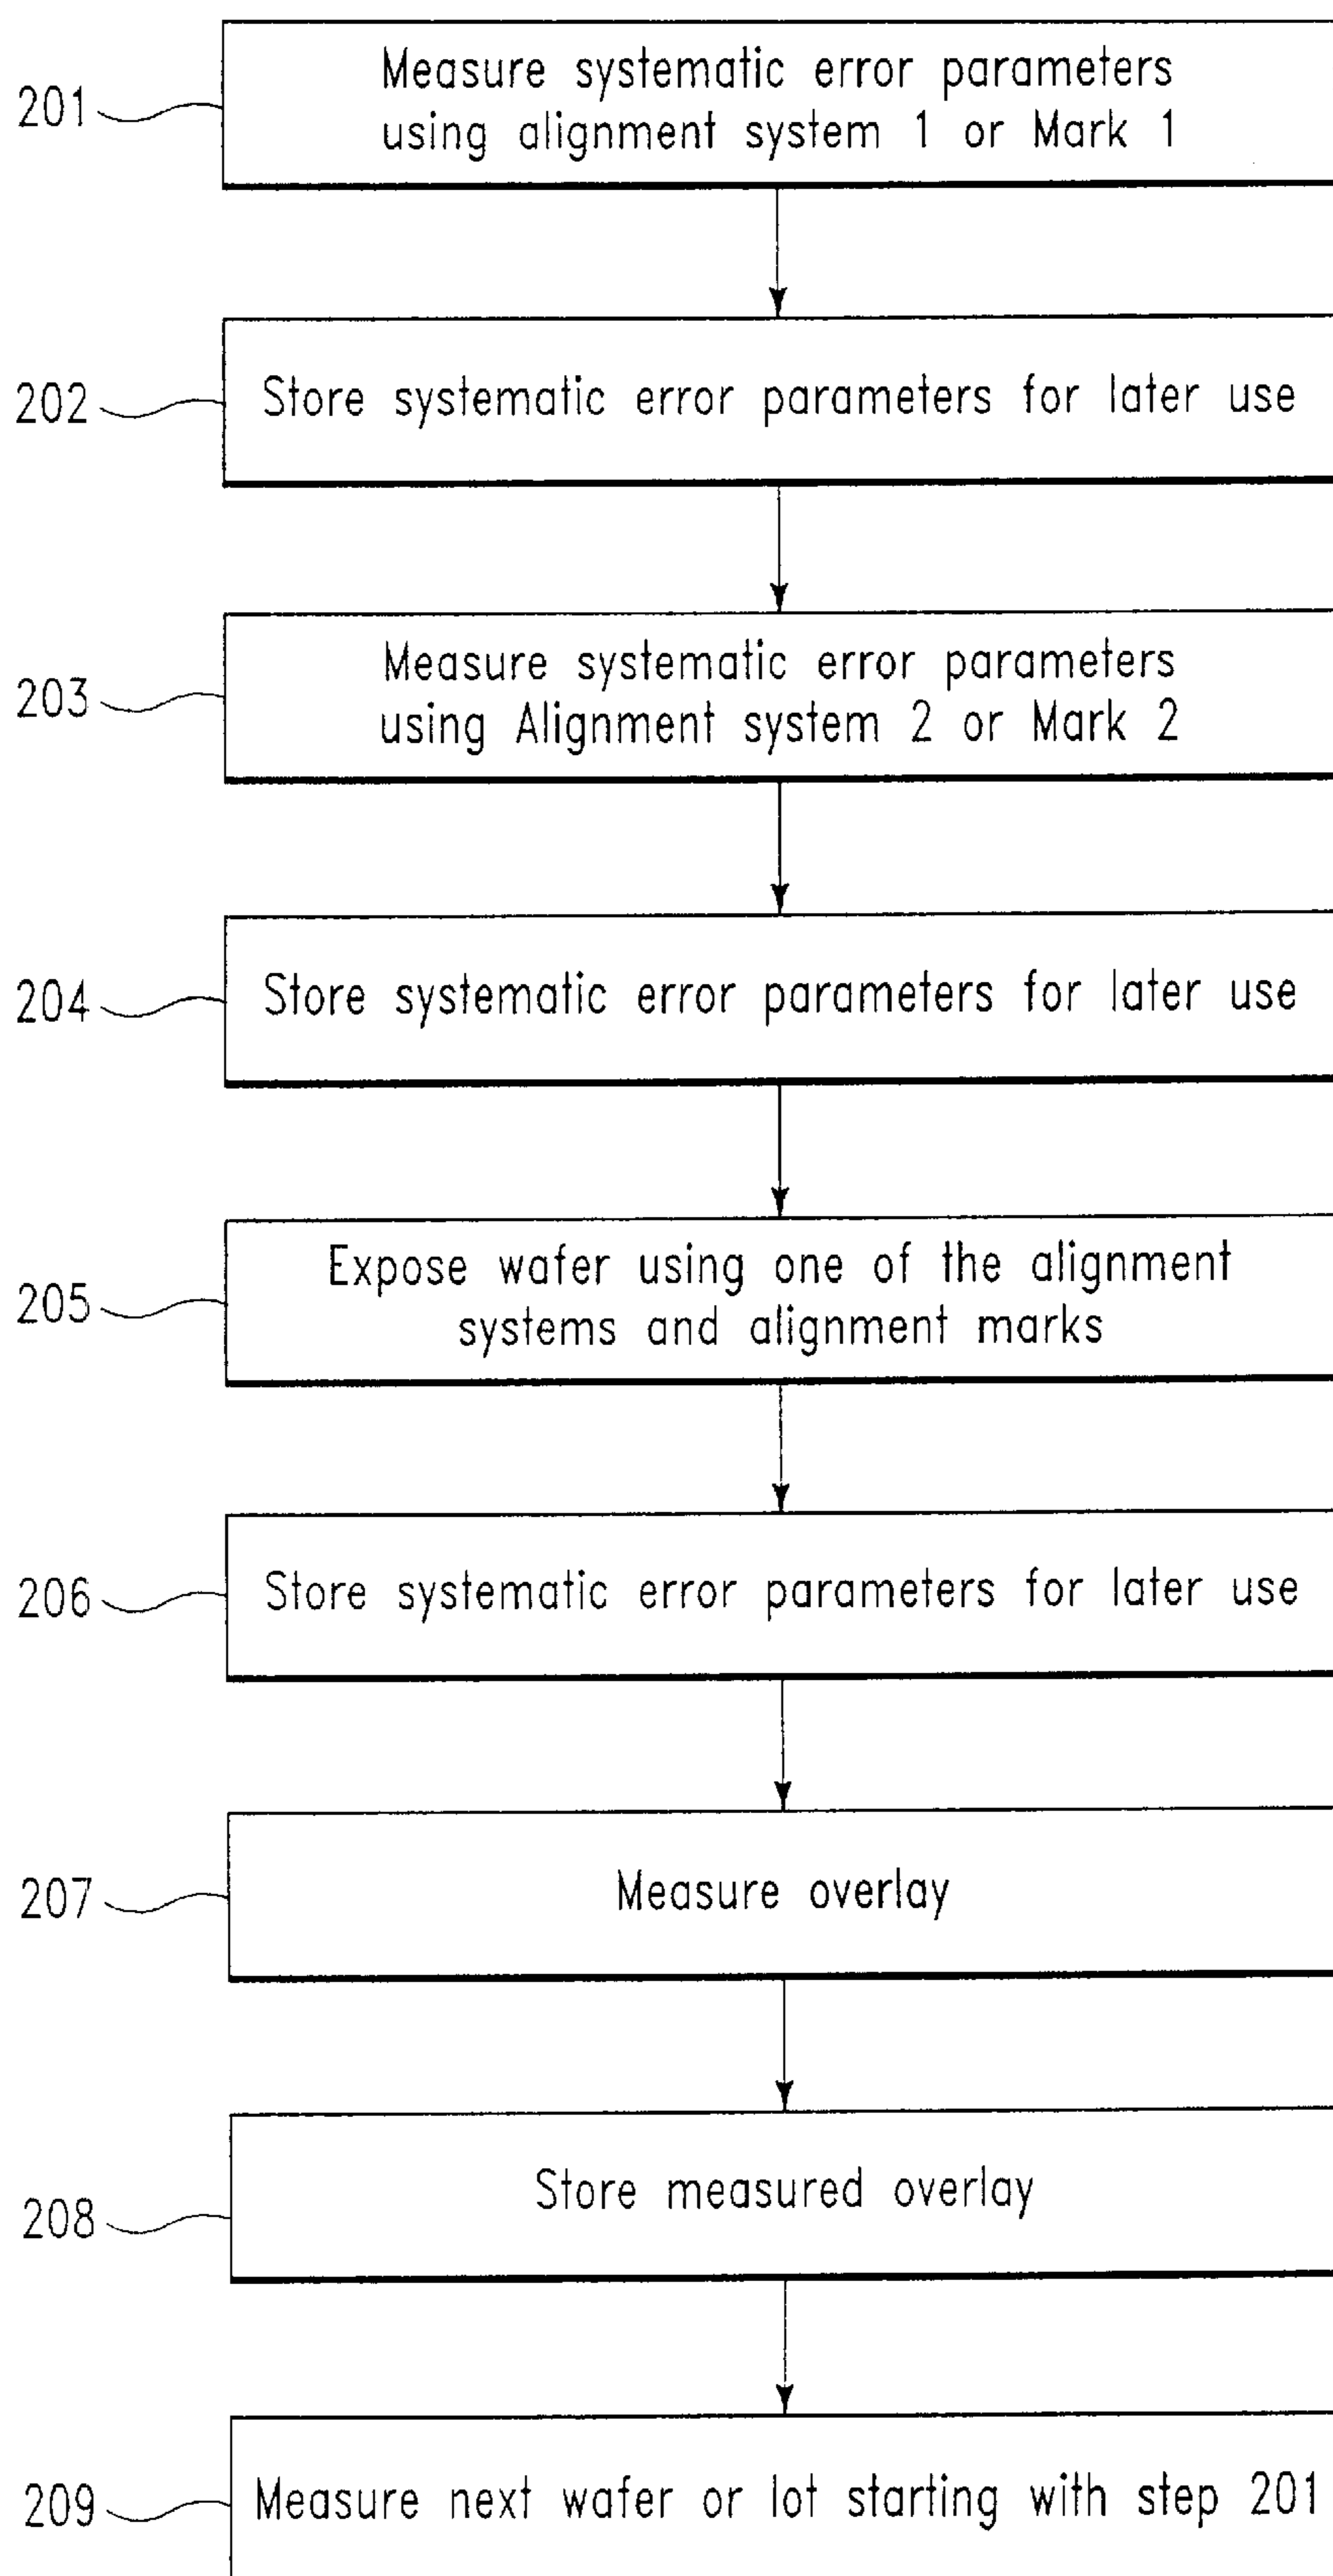 201
Measure systematic error parameters
using alignment system 1 or Mark 1
202
Store systematic error parameters for later use
203
Measure systematic error parameters
using Alignment system 2 or Mark 2
204
Store systematic error parameters for later use
205
Expose wafer using one of the alignment
systems and alignment marks
206
Store systematic error parameters for later use
207
Measure overlay
208
Store measured overlay
209
Measure next wafer or lot starting with step 201